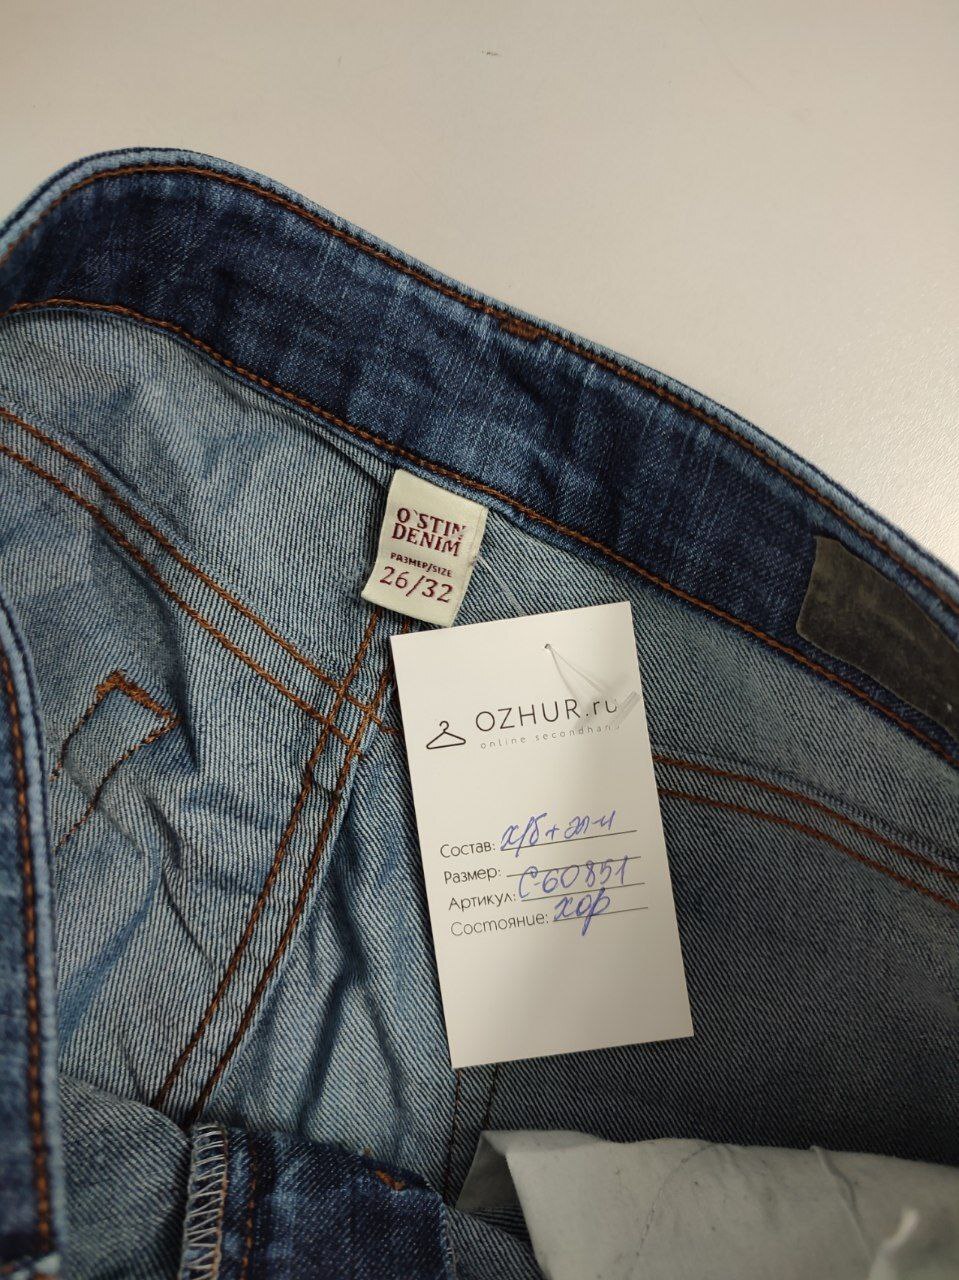 O'STIN
DENIM
РАЗМЕР/SIZE
26/32
OZHUR.ru
online secondhand
Состав: х/б + эл-н
Размер:
Артикул: С-60851
Состояние: хор